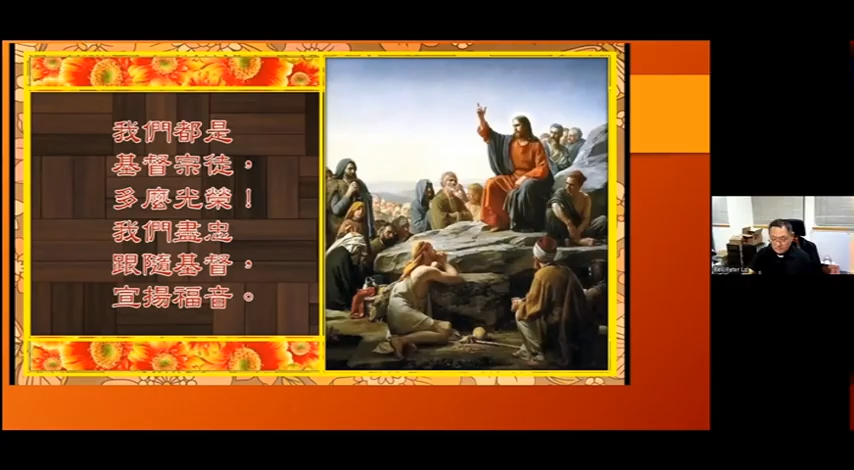 我們都是
基督宗徒，
多麼光榮！
我們盡忠
跟隨基督，
宣揚福音。